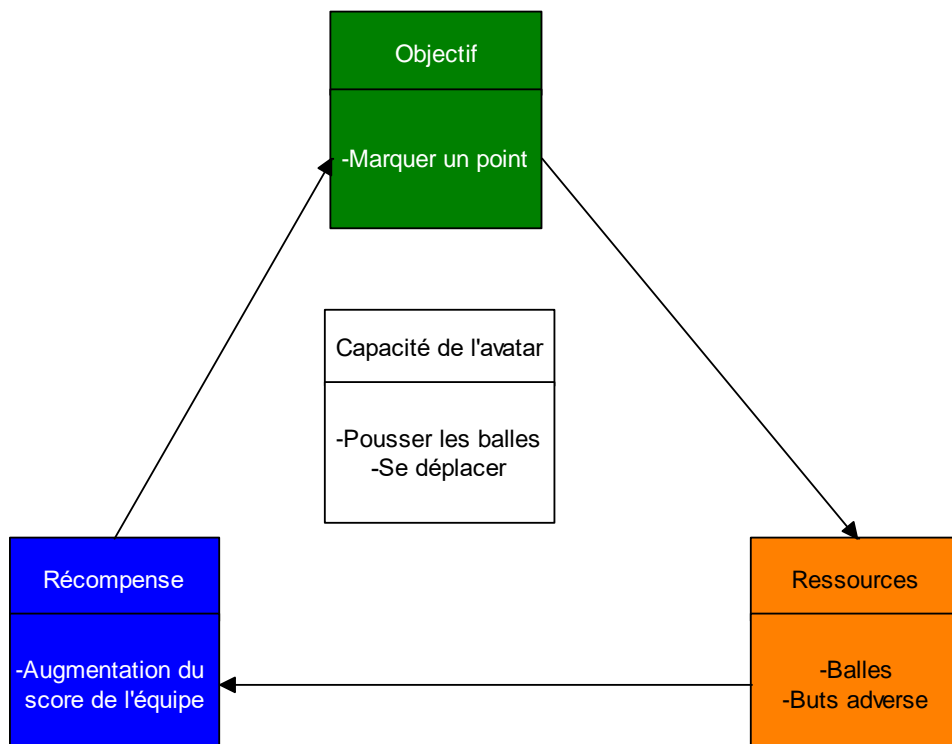 Objectif
-Marquer un point
Capacité de l'avatar
-Pousser les balles
-Se déplacer
Récompense
-Augmentation du
score de l'équipe
Ressources
-Balles
-Buts adverse